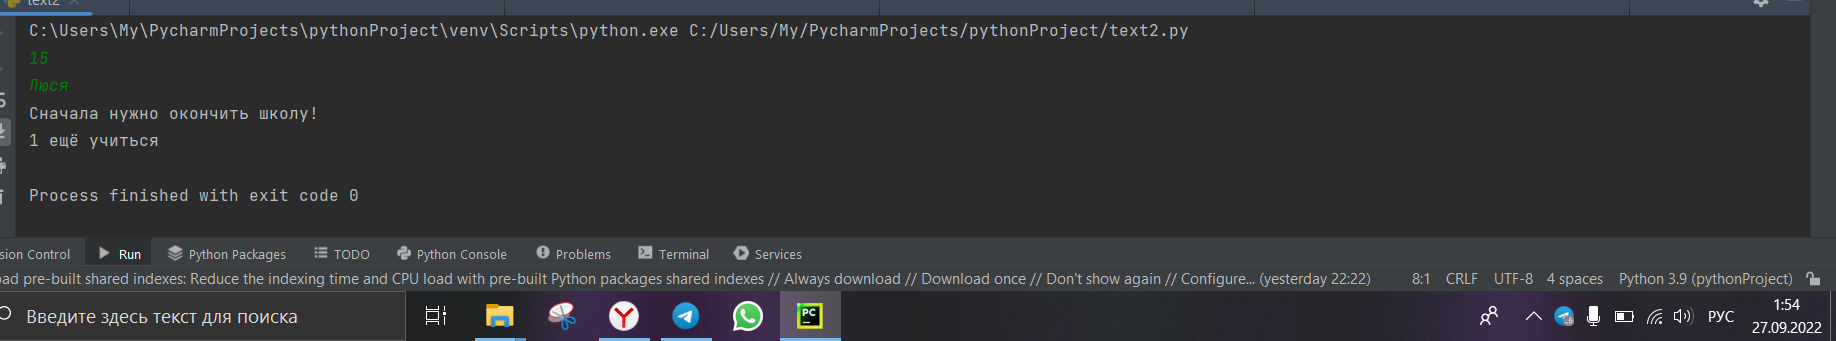 text2
C:\Users\My\PycharmProjects\pythonProject\venv\Scripts\python.exe C:/Users/My/PycharmProjects/pythonProject/text2.py
15
Пюся
Сначала нужно окончить школу!
1 ещё учиться
Process finished with exit code 0
sion Control Run Python Packages TODO Python Console Problems Terminal Services
oad pre-built shared indexes: Reduce the indexing time and CPU load with pre-built Python packages shared indexes // Always download // Download once // Don't show again // Configure... (yesterday 22:22) 8:1 CRLF UTF-8 4 spaces Python 3.9 (pythonProject)
Введите здесь текст для поиска PC РУС 1:54
27.09.2022